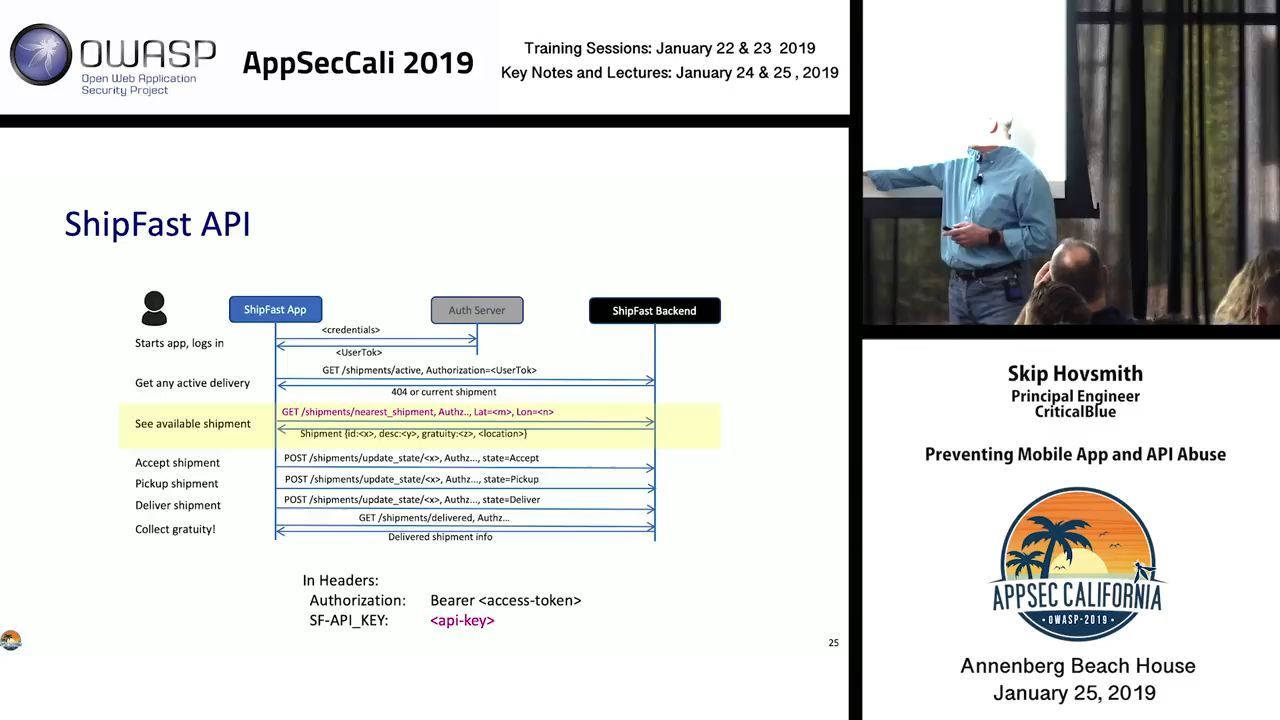 OWASP
Open Web Application
Security Project
AppSecCali 2019
Training Sessions: January 22 & 23 2019
Key Notes and Lectures: January 24 & 25 , 2019
ShipFast API
ShipFast App
Auth Server
ShipFast Backend
Starts app, logs in
<credentials>
<UserTok>
Get any active delivery
GET /shipments/active, Authorization=<UserTok>
404 or current shipment
See available shipment
GET /shipments/nearest_shipment, Authz.., Lat=<m>, Lon=<n>
Shipment {id:<x>, desc:<y>, gratuity:<z>, <location>}
Accept shipment
POST /shipments/update_state/<x>, Authz..., state=Accept
Pickup shipment
POST /shipments/update_state/<x>, Authz..., state=Pickup
Deliver shipment
POST /shipments/update_state/<x>, Authz..., state=Deliver
Collect gratuity!
GET /shipments/delivered, Authz...
Delivered shipment info
In Headers:
Authorization: Bearer <access-token>
SF-API_KEY: <api-key>
25
Skip Hovsmith
Principal Engineer
CriticalBlue
Preventing Mobile App and API Abuse
APPSEC CALIFORNIA
OWASP-2019
Annenberg Beach House
January 25, 2019